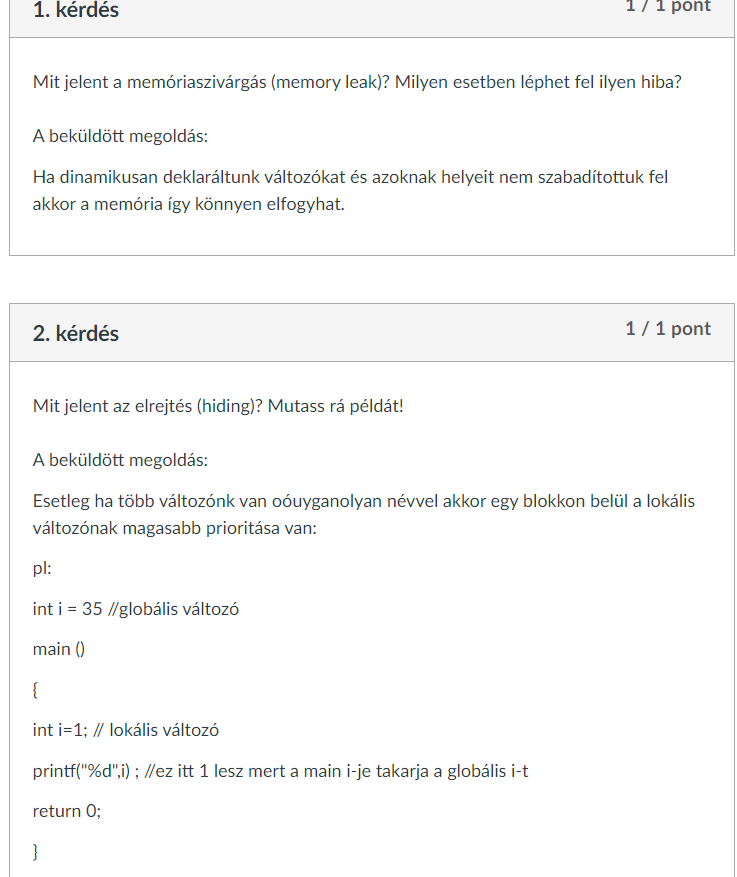 1. kérdés
1 / 1 pont
Mit jelent a memóriaszivárgás (memory leak)? Milyen esetben léphet fel ilyen hiba?
A beküldött megoldás:
Ha dinamikusan deklaráltunk változókat és azoknak helyeit nem szabadítottuk fel
akkor a memória így könnyen elfogyhat.
2. kérdés
1 / 1 pont
Mit jelent az elrejtés (hiding)? Mutass rá példát!
A beküldött megoldás:
Esetleg ha több változónk van oóuyganolyan névvel akkor egy blokkon belül a lokális
változónak magasabb prioritása van:
pl:
int i = 35 //globális változó
main ()
{
int i=1; // lokális változó
printf("%d",i) ; //ez itt 1 lesz mert a main i-je takarja a globális i-t
return 0;
}